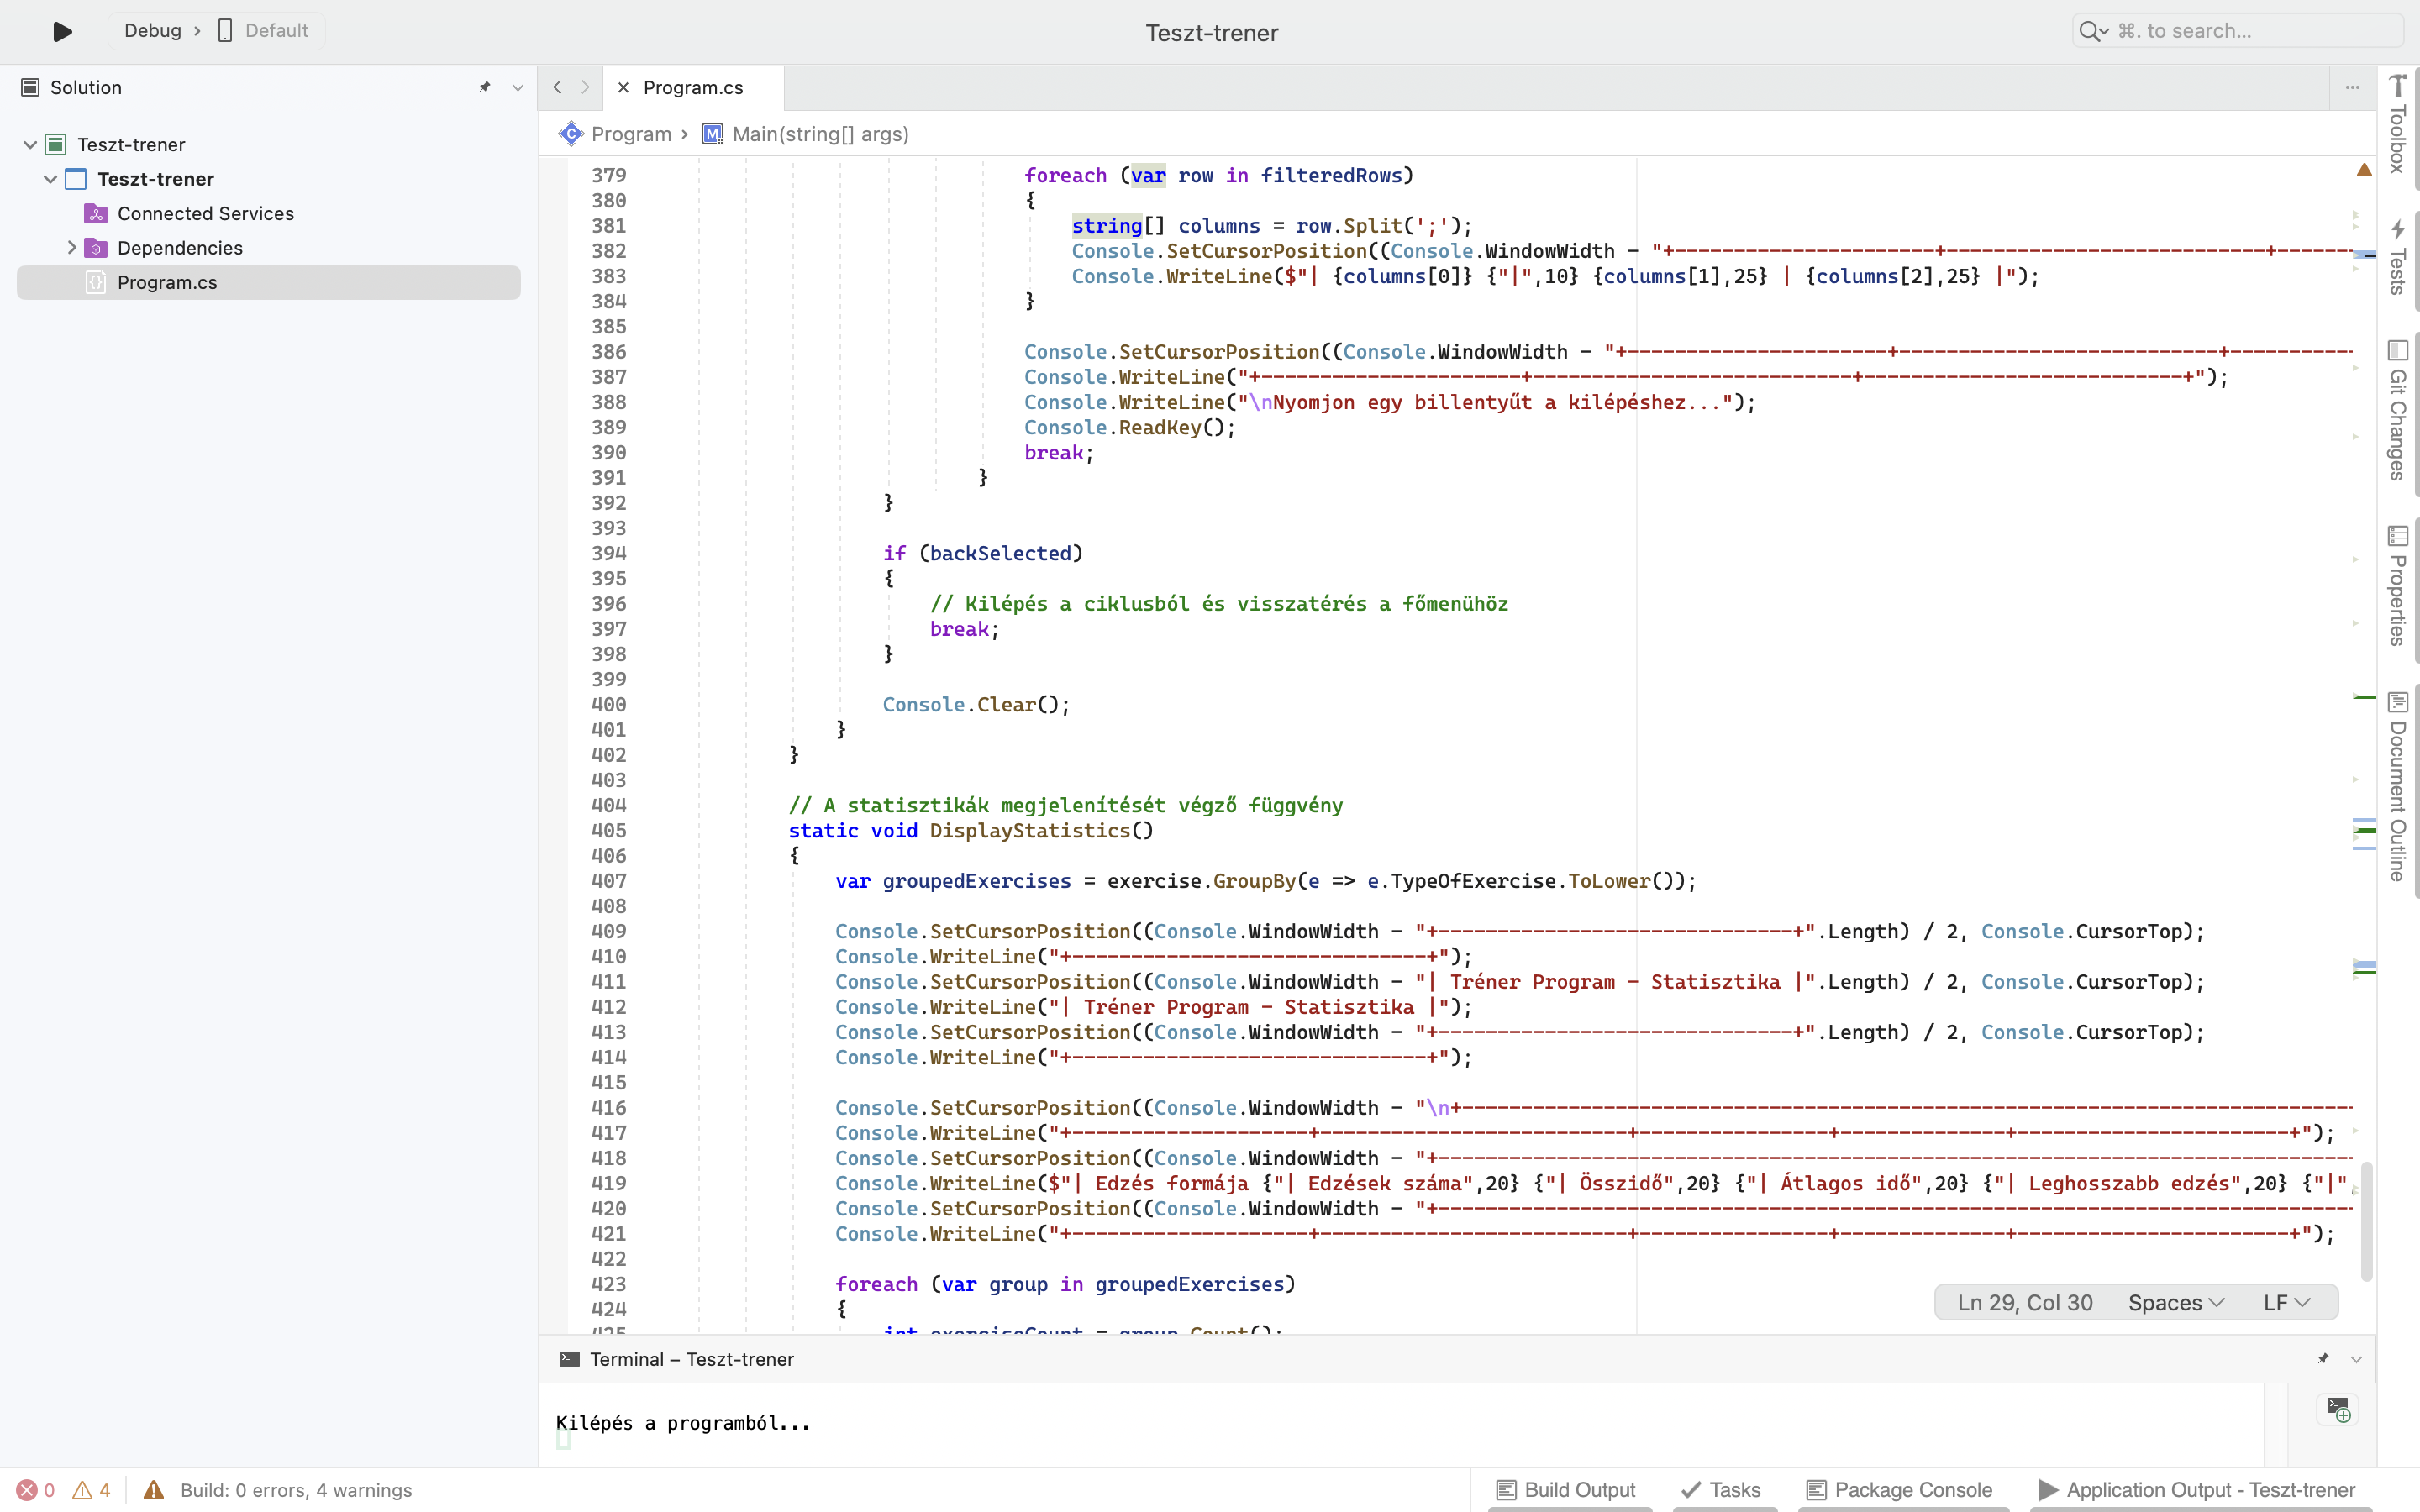 Debug › Default
Teszt-trener
⌘. to search...
Solution
Program.cs
Teszt-trener
Teszt-trener
Connected Services
Dependencies
Program.cs
Program › Main(string[] args)
379 foreach (var row in filteredRows)
380 {
381 string[] columns = row.Split(';');
382 Console.SetCursorPosition((Console.WindowWidth - "+-----------------------+----------------------------+-------
383 Console.WriteLine($"| {columns[0]} {"|",10} {columns[1],25} | {columns[2],25} |");
384 }
385
386 Console.SetCursorPosition((Console.WindowWidth - "+-----------------------+----------------------------+-----------
387 Console.WriteLine("+-----------------------+----------------------------+----------------------------+");
388 Console.WriteLine("\nNyomjon egy billentyűt a kilépéshez...");
389 Console.ReadKey();
390 break;
391 }
392 }
393
394 if (backSelected)
395 {
396 // Kilépés a ciklusból és visszatérés a főmenühöz
397 break;
398 }
399
400 Console.Clear();
401 }
402 }
403
404 // A statisztikák megjelenítését végző függvény
405 static void DisplayStatistics()
406 {
407 var groupedExercises = exercise.GroupBy(e => e.TypeOfExercise.ToLower());
408
409 Console.SetCursorPosition((Console.WindowWidth - "+------------------------------+".Length) / 2, Console.CursorTop);
410 Console.WriteLine("+------------------------------+");
411 Console.SetCursorPosition((Console.WindowWidth - "| Tréner Program - Statisztika |".Length) / 2, Console.CursorTop);
412 Console.WriteLine("| Tréner Program - Statisztika |");
413 Console.SetCursorPosition((Console.WindowWidth - "+------------------------------+".Length) / 2, Console.CursorTop);
414 Console.WriteLine("+------------------------------+");
415
416 Console.SetCursorPosition((Console.WindowWidth - "\n+----------------------------------------------------------------------------
417 Console.WriteLine("+--------------------+--------------------------+----------------+--------------+-----------------------+");
418 Console.SetCursorPosition((Console.WindowWidth - "+------------------------------------------------------------------------------
419 Console.WriteLine($"| Edzés formája {"| Edzések száma",20} {"| Összidő",20} {"| Átlagos idő",20} {"| Leghosszabb edzés",20} {"|",
420 Console.SetCursorPosition((Console.WindowWidth - "+------------------------------------------------------------------------------
421 Console.WriteLine("+--------------------+--------------------------+----------------+--------------+-----------------------+");
422
423 foreach (var group in groupedExercises)
424 {
425 int exerciseCount = group.Count();
Ln 29, Col 30 Spaces LF
Terminal – Teszt-trener
Kilépés a programból...
0 4 Build: 0 errors, 4 warnings
Build Output Tasks Package Console Application Output - Teszt-trener
Toolbox
Tests
Git Changes
Properties
Document Outline